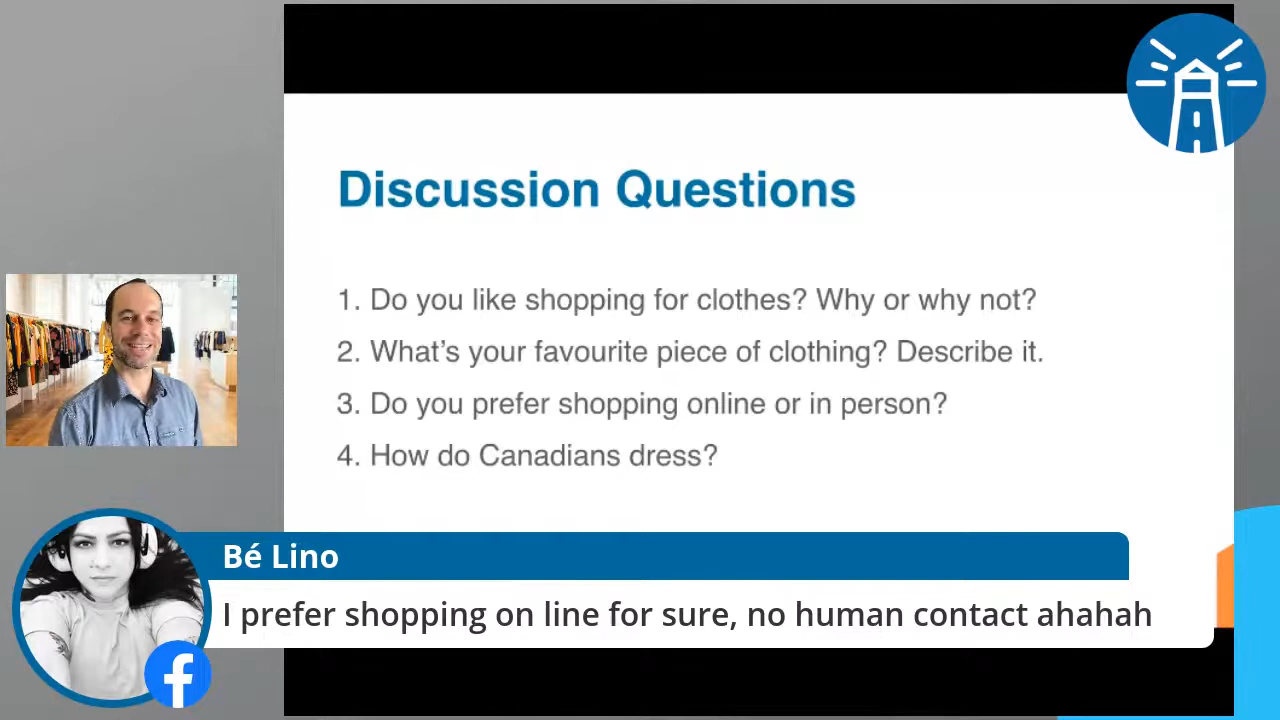 Discussion Questions
1. Do you like shopping for clothes? Why or why not?
2. What's your favourite piece of clothing? Describe it.
3. Do you prefer shopping online or in person?
4. How do Canadians dress?
Bé Lino
I prefer shopping on line for sure, no human contact ahahah